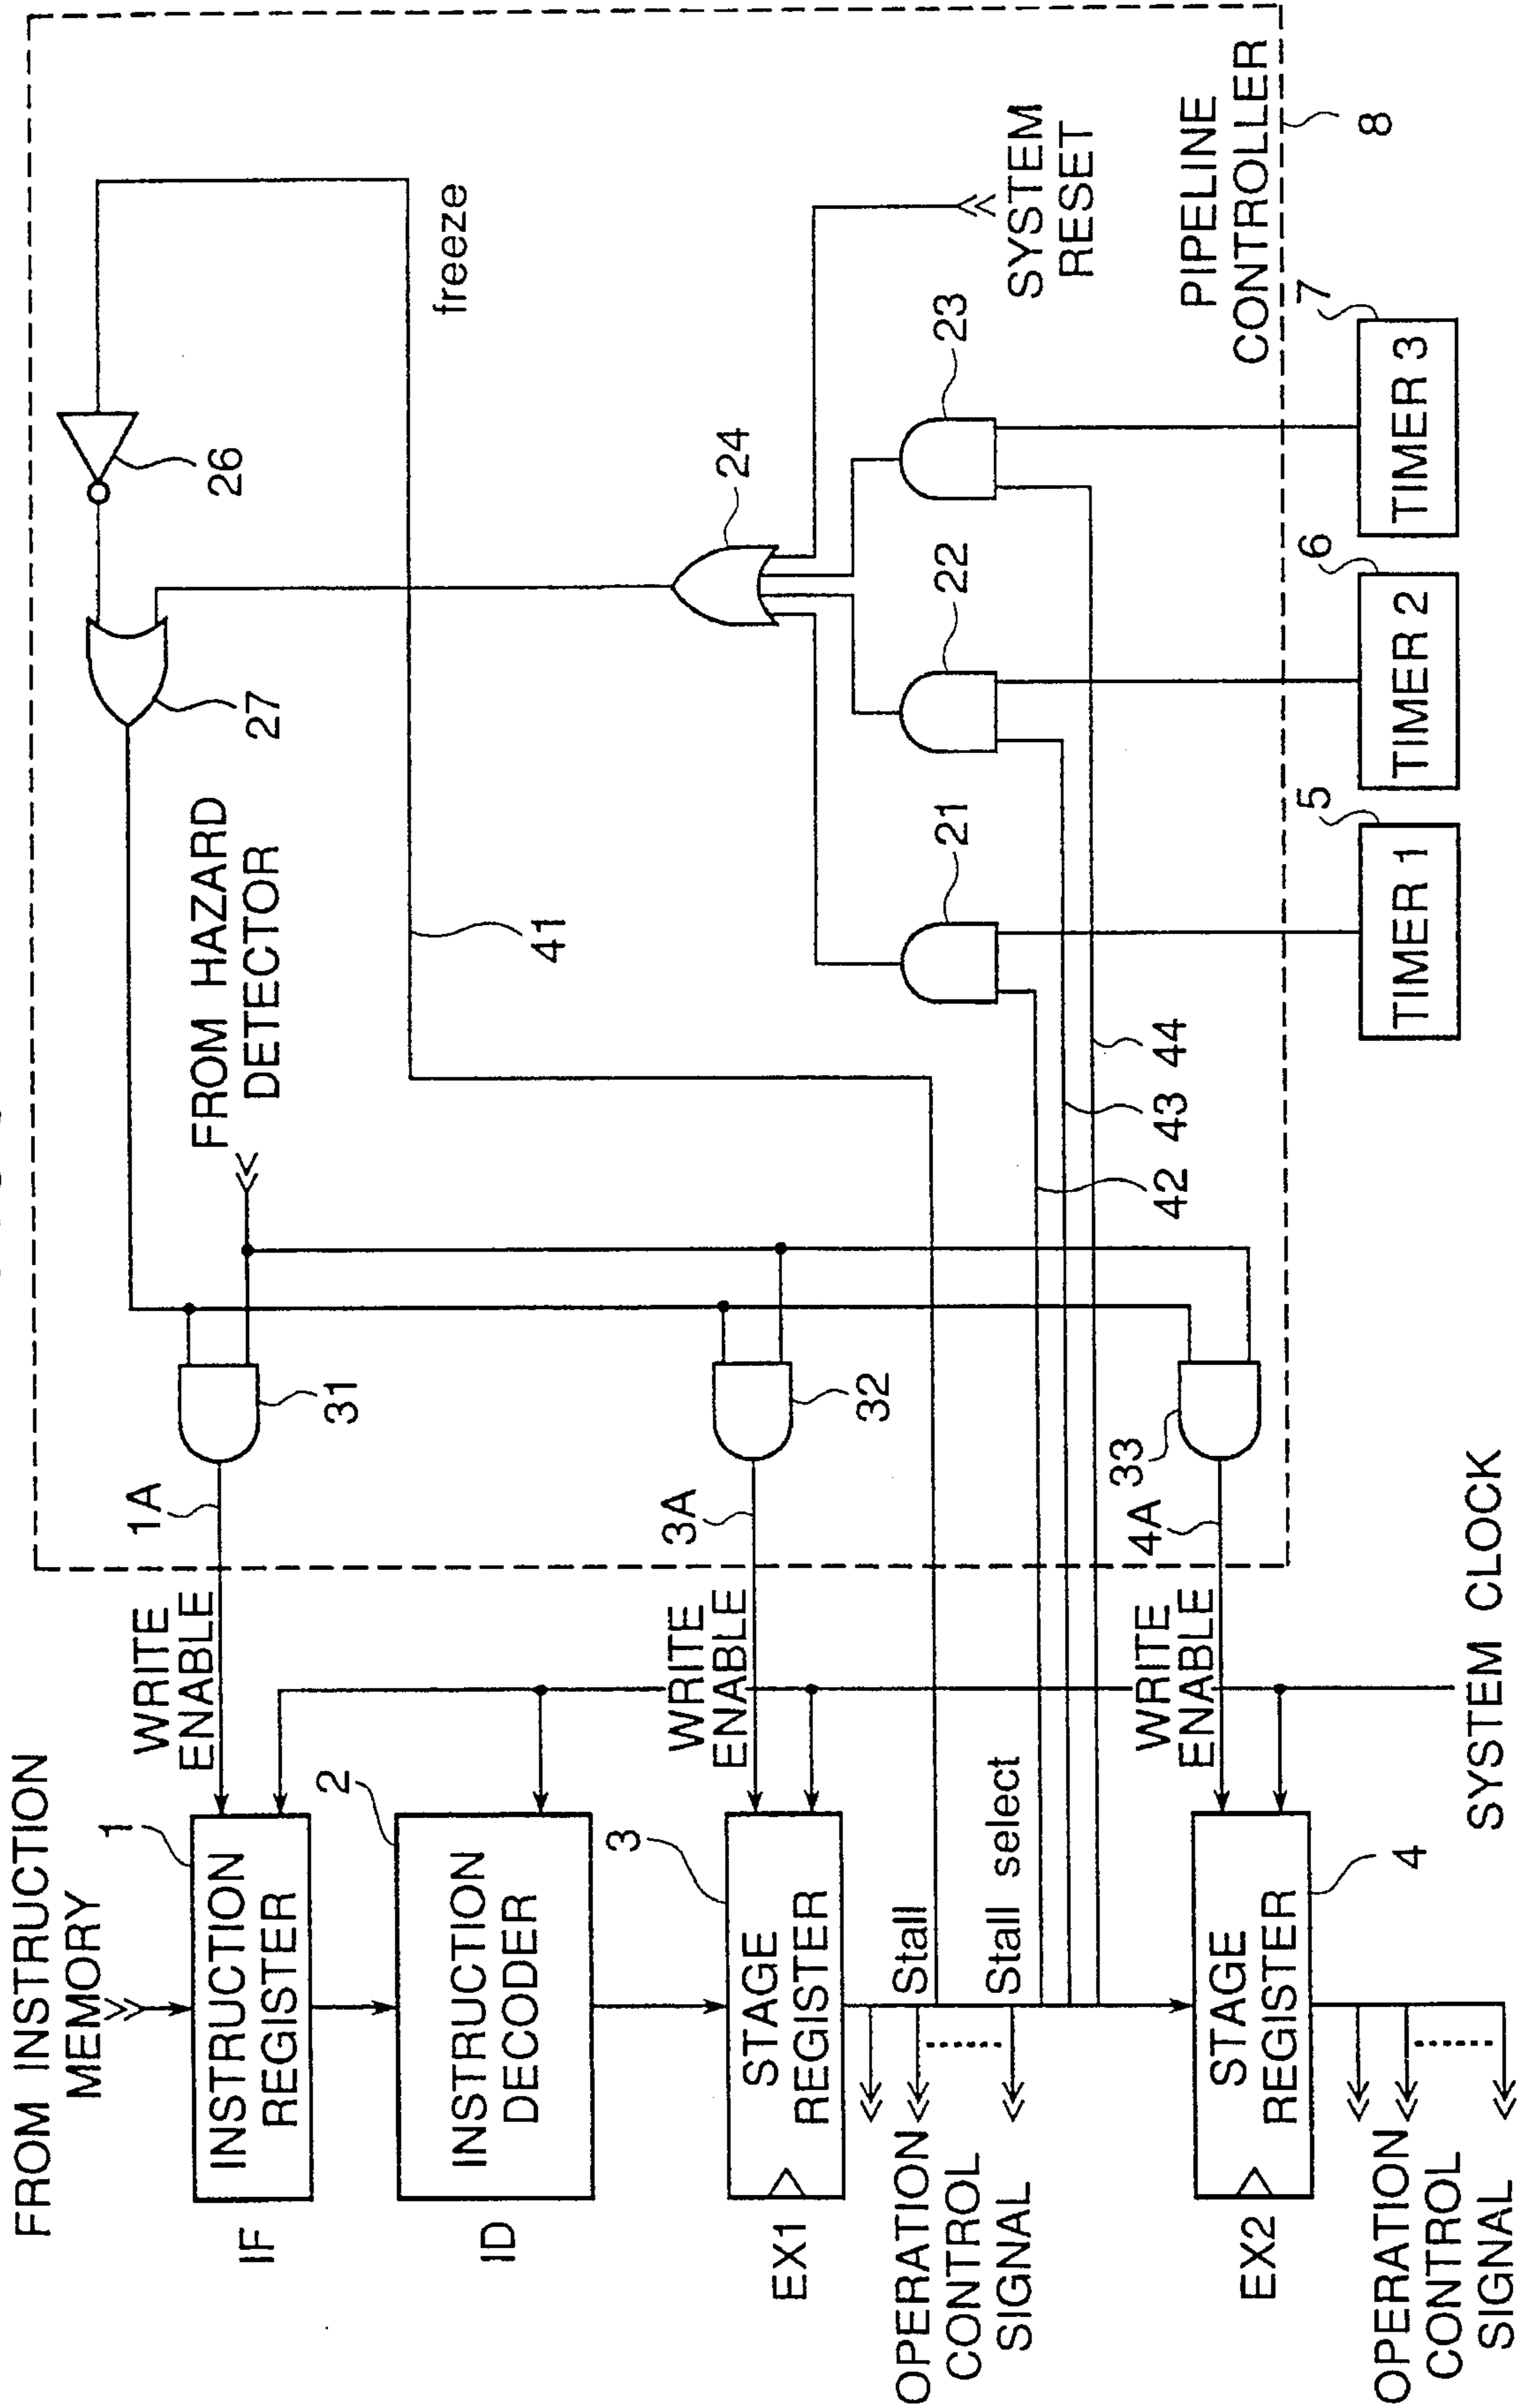 FROM INSTRUCTION
MEMORY
1
INSTRUCTION
REGISTER
IF
WRITE
ENABLE
1A
31
2
INSTRUCTION
DECODER
ID
FROM HAZARD
DETECTOR
27
26
freeze
41
3
STAGE
REGISTER
EX1
WRITE
ENABLE
3A
32
Stall
Stall select
OPERATION
CONTROL
SIGNAL
24
21
22
23
SYSTEM
RESET
42
43
44
4
STAGE
REGISTER
EX2
WRITE
ENABLE
4A
33
PIPELINE
CONTROLLER
8
5
TIMER 1
6
TIMER 2
7
TIMER 3
OPERATION
CONTROL
SIGNAL
SYSTEM CLOCK